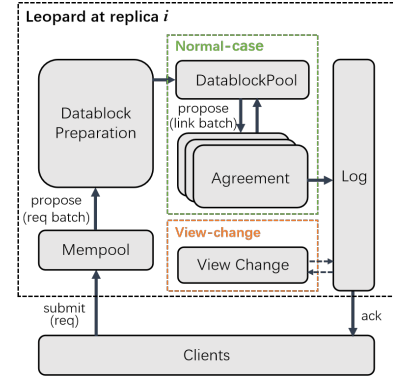 Leopard at replica i
Normal-case
DatablockPool
Datablock
Preparation
propose
(link batch)
Agreement
Log
propose
(req batch)
Mempool
View-change
View Change
submit
(req)
ack
Clients